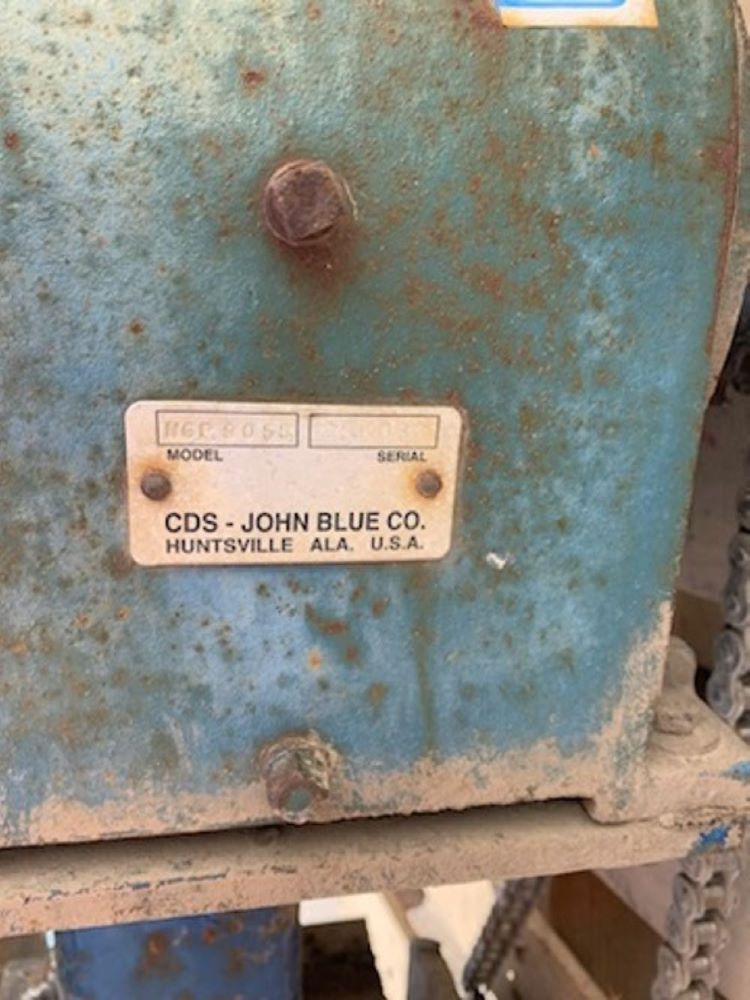 MODEL SERIAL
CDS - JOHN BLUE CO.
HUNTSVILLE ALA. U.S.A.